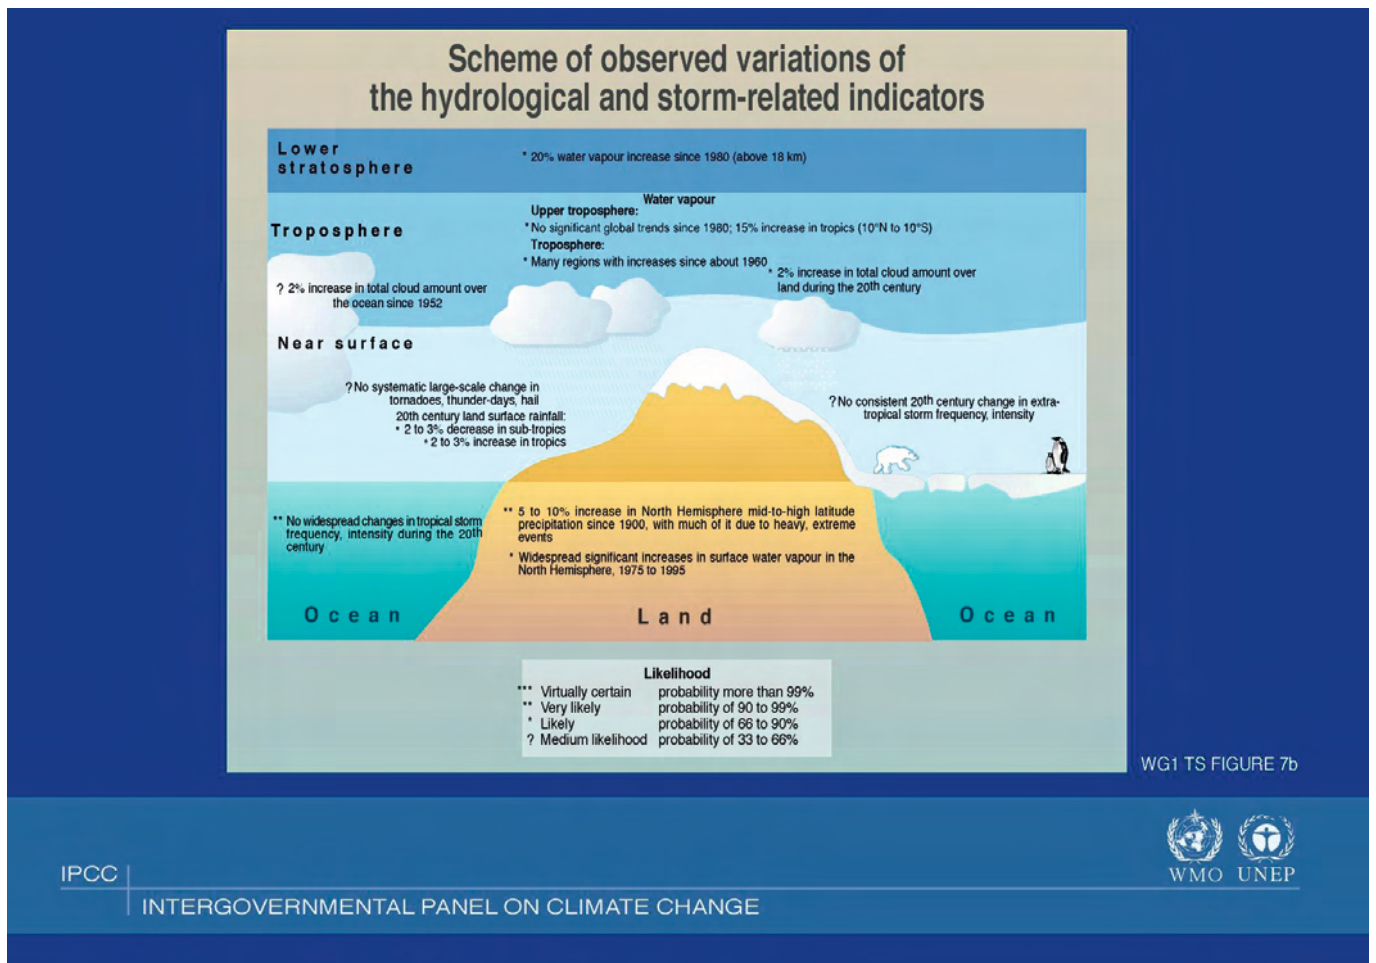 Scheme of observed variations of
the hydrological and storm-related indicators
Lower
stratosphere
* 20% water vapour increase since 1980 (above 18 km)
Water vapour
Upper troposphere:
Troposphere
* No significant global trends since 1980; 15% increase in tropics (10°N to 10°S)
Troposphere:
* Many regions with increases since about 1960
* 2% increase in total cloud amount over
land during the 20th century
? 2% increase in total cloud amount over
the ocean since 1952
Near surface
? No systematic large-scale change in
tornadoes, thunder-days, hail
20th century land surface rainfall:
* 2 to 3% decrease in sub-tropics
* 2 to 3% increase in tropics
? No consistent 20th century change in extra-
tropical storm frequency, intensity
** No widespread changes in tropical storm
frequency, intensity during the 20th
century
** 5 to 10% increase in North Hemisphere mid-to-high latitude
precipitation since 1900, with much of it due to heavy, extreme
events
* Widespread significant increases in surface water vapour in the
North Hemisphere, 1975 to 1995
Ocean
Land
Ocean
Likelihood
*** Virtually certain probability more than 99%
** Very likely probability of 90 to 99%
* Likely probability of 66 to 90%
? Medium likelihood probability of 33 to 66%
WG1 TS FIGURE 7b
IPCC
INTERGOVERNMENTAL PANEL ON CLIMATE CHANGE
WMO UNEP